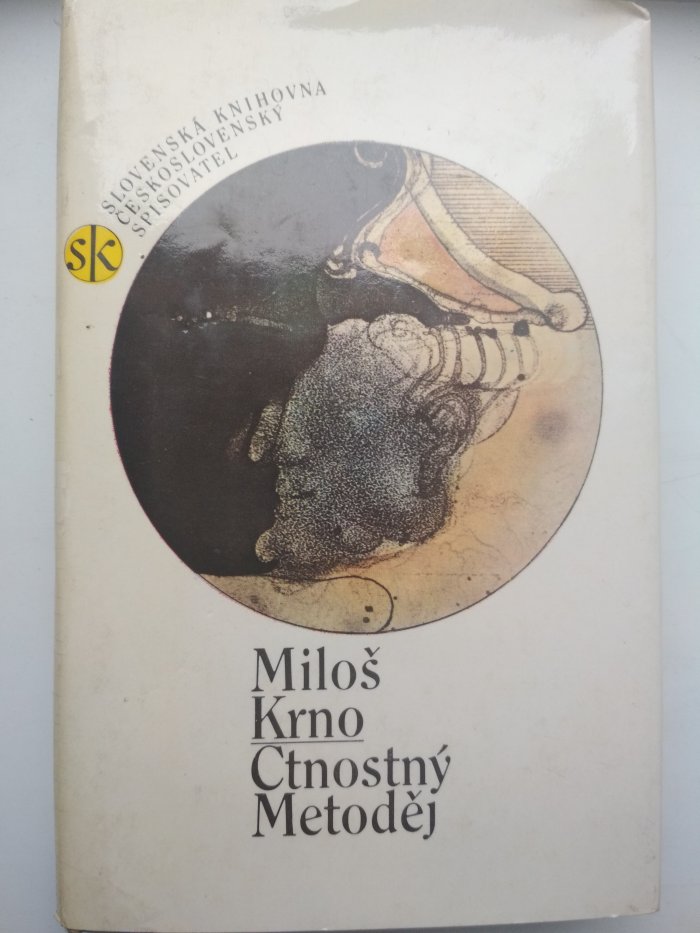 SLOVENSKÁ KNIHOVNA
ČESKOSLOVENSKÝ
SPISOVATEL
sk
Miloš
Krno
Ctnostný
Metoděj